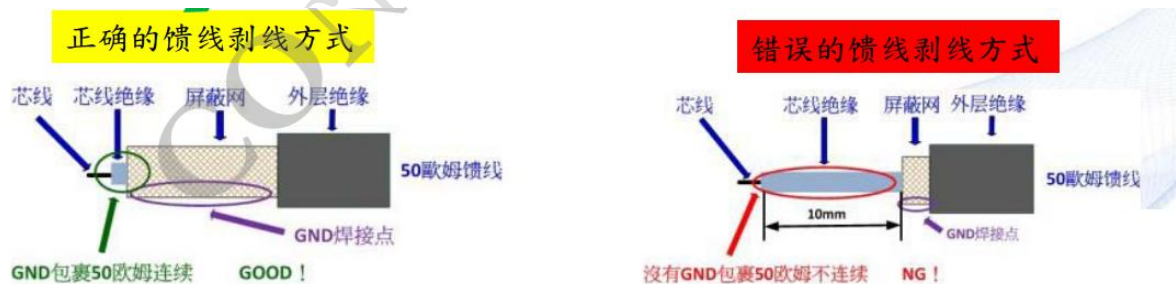 正确的馈线剥线方式
芯线 芯线绝缘 屏蔽网 外层绝缘
50歐姆馈线
GND焊接点
GND包裹50欧姆连续 GOOD！
错误的馈线剥线方式
芯线 芯线绝缘 屏蔽网 外层绝缘
50歐姆馈线
10mm
GND焊接点
沒有GND包裹50欧姆不连续 NG！
CON